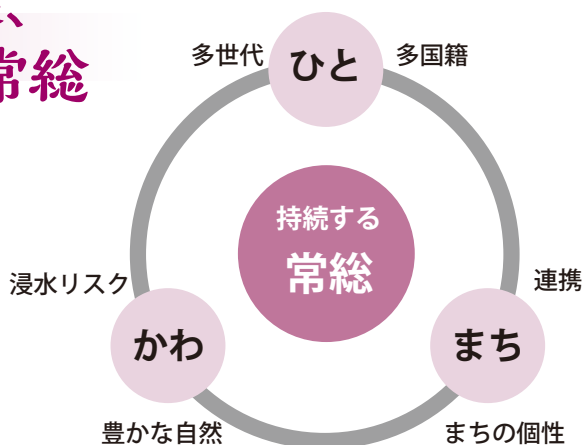 常総
多世代
ひと
多国籍
持続する
常総
浸水リスク
連携
かわ
まち
豊かな自然
まちの個性